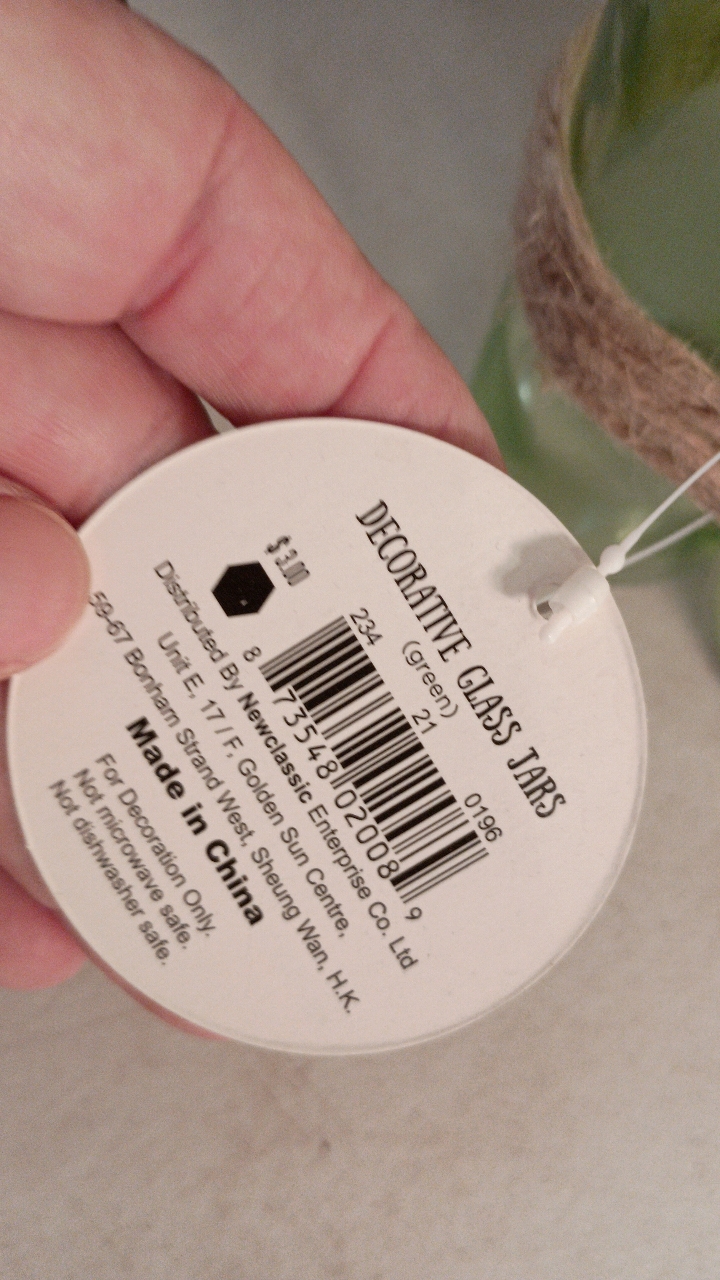 DECORATIVE GLASS JARS
(green)
234 21 0196
8 73548 02008 9
$ 3.00
Distributed By Newclassic Enterprise Co. Ltd
Unit E, 17 / F, Golden Sun Centre,
59-67 Bonham Strand West, Sheung Wan, H.K.
Made in China
For Decoration Only.
Not microwave safe.
Not dishwasher safe.